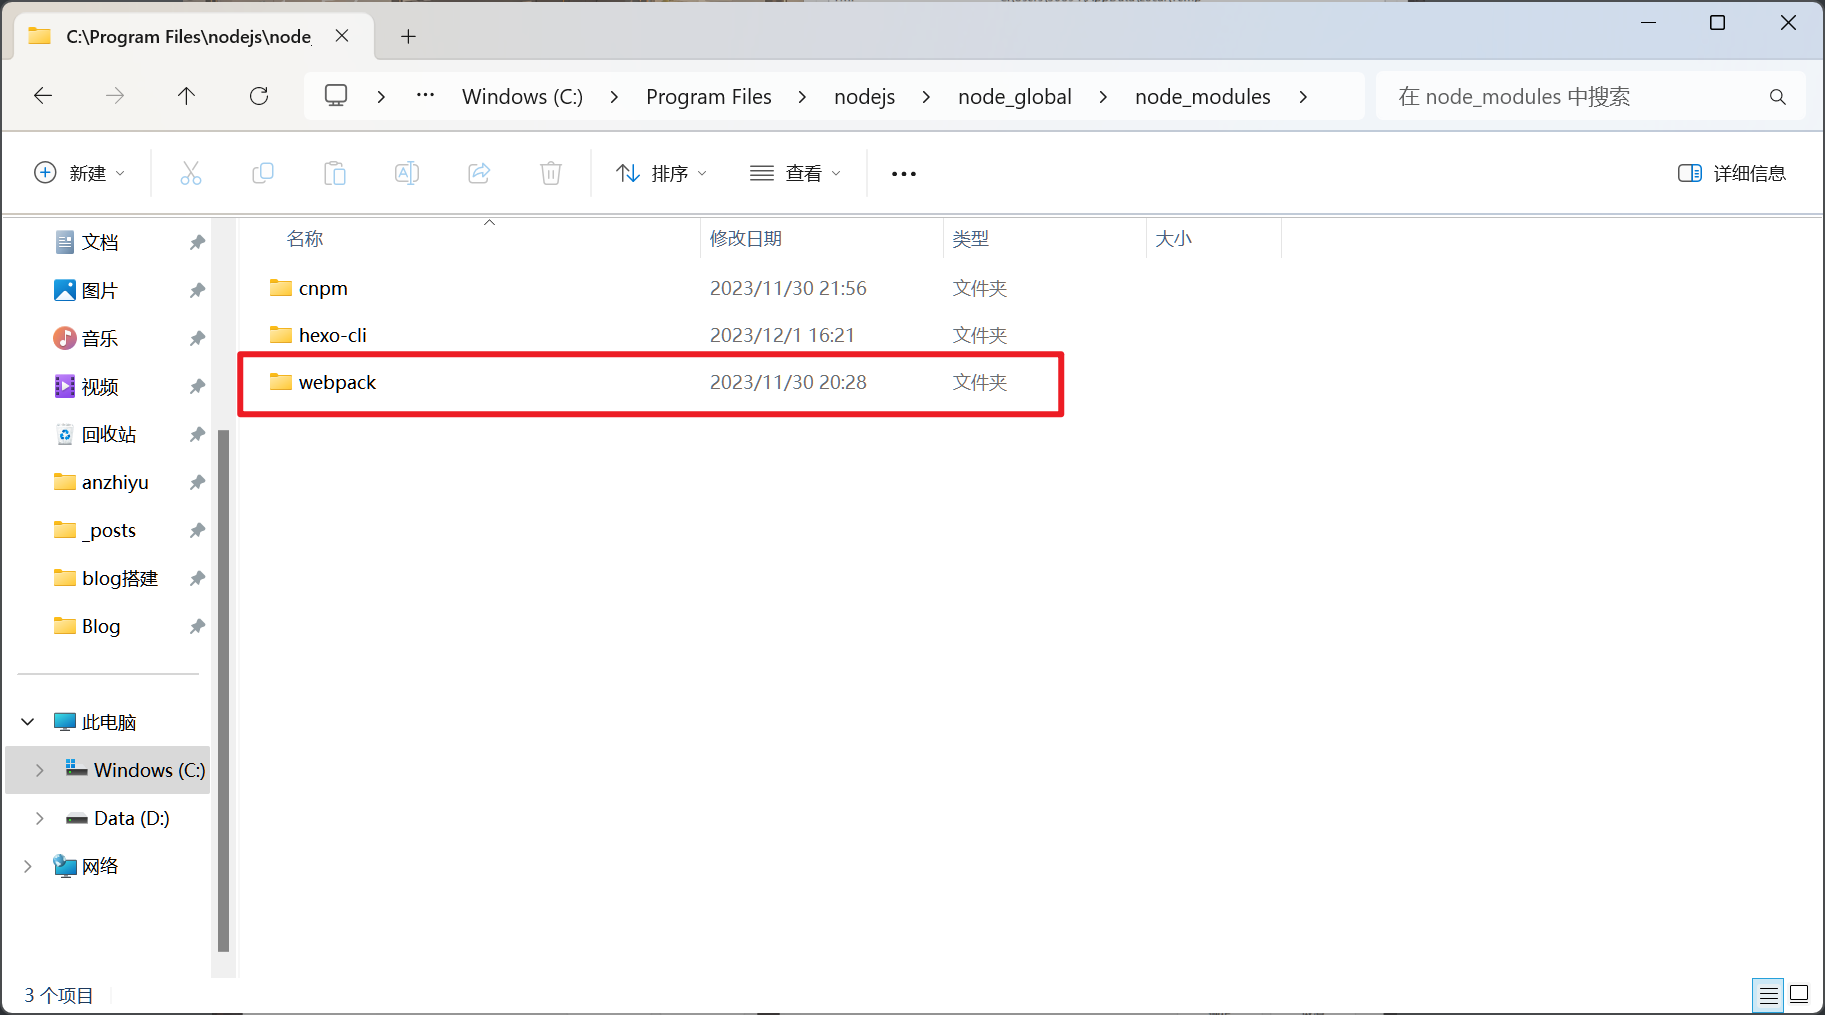 C:\Program Files\nodejs\node_
Windows (C:) Program Files nodejs node_global node_modules
在 node_modules 中搜索
新建 排序 查看 详细信息
名称 修改日期 类型 大小
cnpm 2023/11/30 21:56 文件夹
hexo-cli 2023/12/1 16:21 文件夹
webpack 2023/11/30 20:28 文件夹
文档
图片
音乐
视频
回收站
anzhiyu
_posts
blog搭建
Blog
此电脑
Windows (C:)
Data (D:)
网络
3 个项目